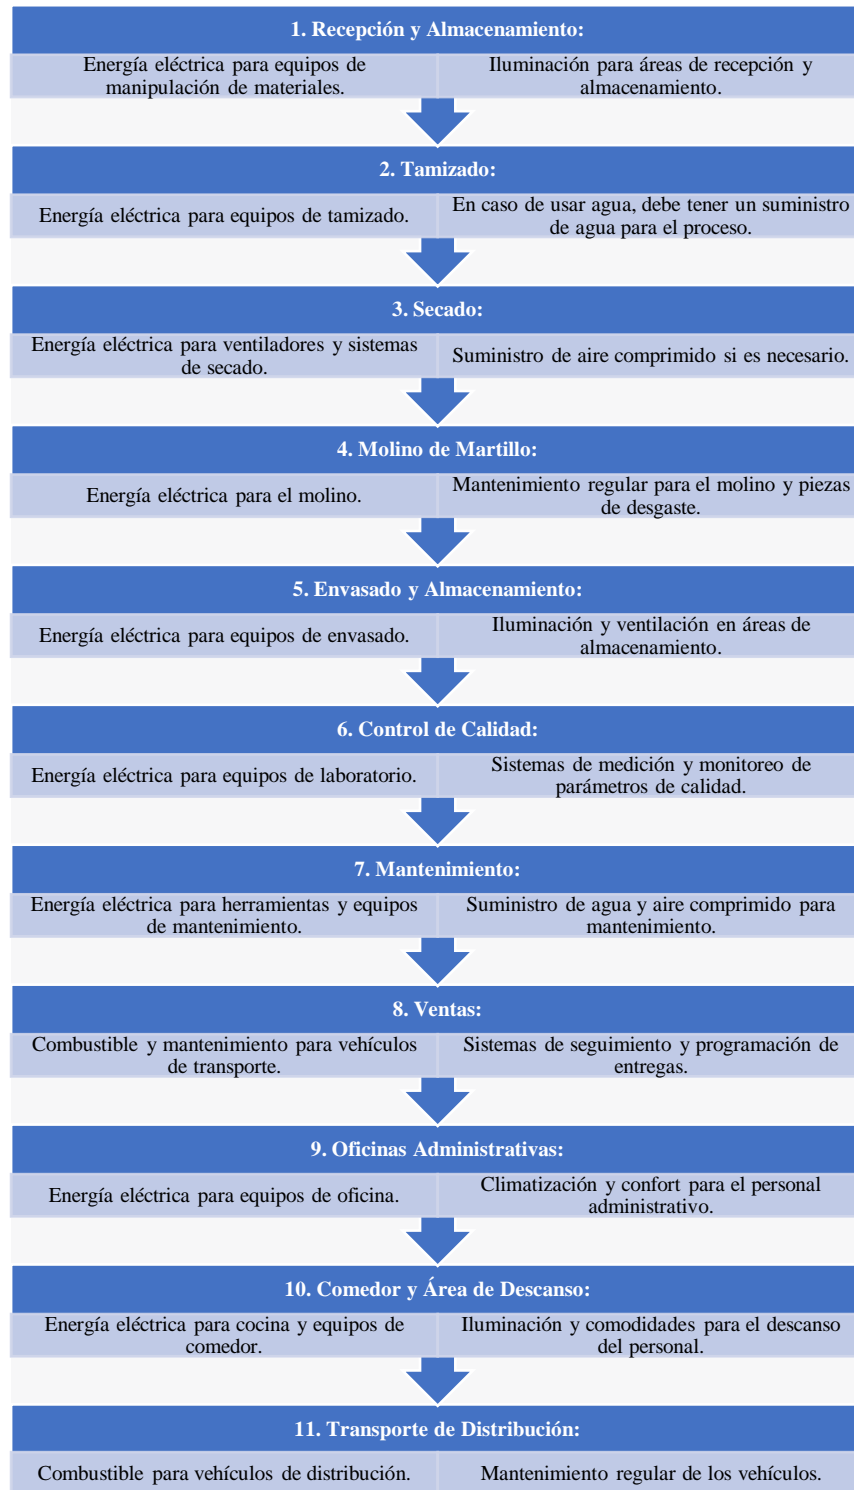 1. Recepción y Almacenamiento:
Energía eléctrica para equipos de
manipulación de materiales.
Iluminación para áreas de recepción y
almacenamiento.
2. Tamizado:
Energía eléctrica para equipos de tamizado.
En caso de usar agua, debe tener un suministro
de agua para el proceso.
3. Secado:
Energía eléctrica para ventiladores y sistemas
de secado.
Suministro de aire comprimido si es necesario.
4. Molino de Martillo:
Energía eléctrica para el molino.
Mantenimiento regular para el molino y piezas
de desgaste.
5. Envasado y Almacenamiento:
Energía eléctrica para equipos de envasado.
Iluminación y ventilación en áreas de
almacenamiento.
6. Control de Calidad:
Energía eléctrica para equipos de laboratorio.
Sistemas de medición y monitoreo de
parámetros de calidad.
7. Mantenimiento:
Energía eléctrica para herramientas y equipos
de mantenimiento.
Suministro de agua y aire comprimido para
mantenimiento.
8. Ventas:
Combustible y mantenimiento para vehículos
de transporte.
Sistemas de seguimiento y programación de
entregas.
9. Oficinas Administrativas:
Energía eléctrica para equipos de oficina.
Climatización y confort para el personal
administrativo.
10. Comedor y Área de Descanso:
Energía eléctrica para cocina y equipos de
comedor.
Iluminación y comodidades para el descanso
del personal.
11. Transporte de Distribución:
Combustible para vehículos de distribución.
Mantenimiento regular de los vehículos.